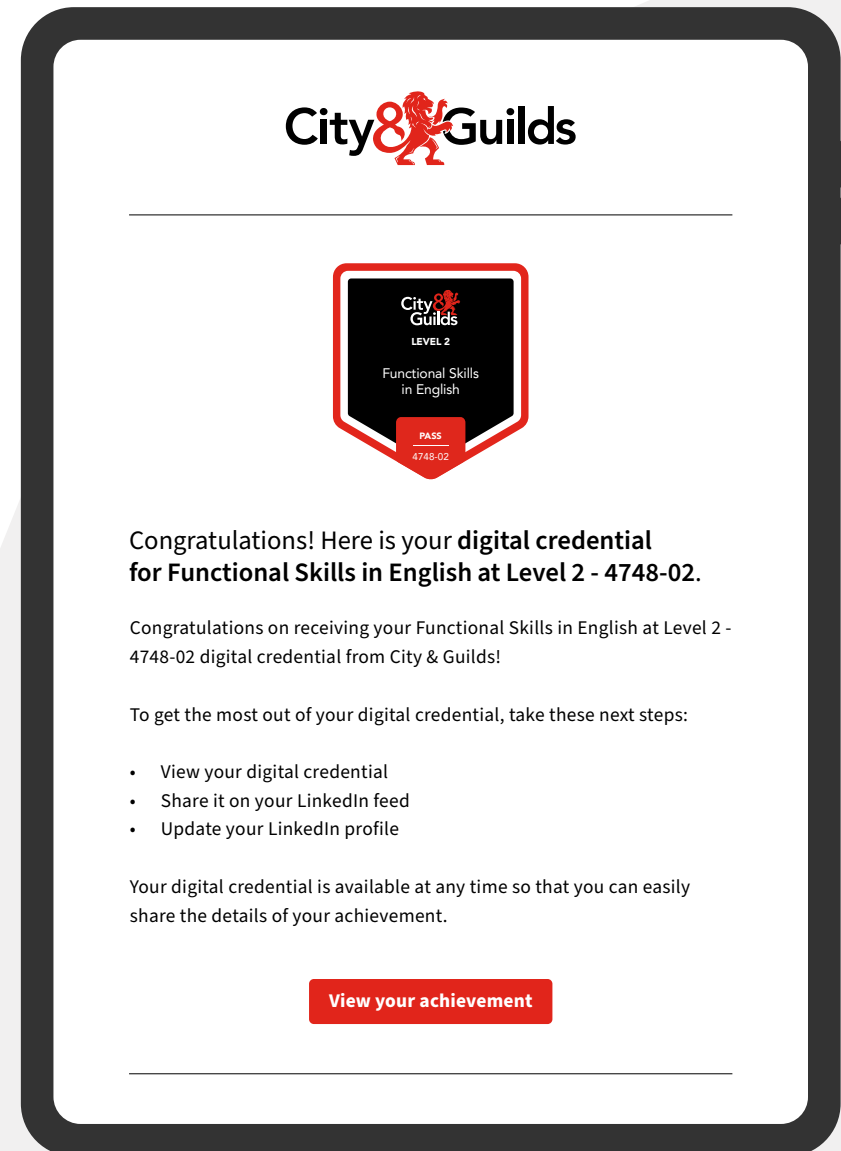 City & Guilds
City &
Guilds
LEVEL 2
Functional Skills
in English
PASS
4748-02
Congratulations! Here is your digital credential
for Functional Skills in English at Level 2 - 4748-02.
Congratulations on receiving your Functional Skills in English at Level 2 -
4748-02 digital credential from City & Guilds!
To get the most out of your digital credential, take these next steps:
• View your digital credential
• Share it on your LinkedIn feed
• Update your LinkedIn profile
Your digital credential is available at any time so that you can easily
share the details of your achievement.
View your achievement